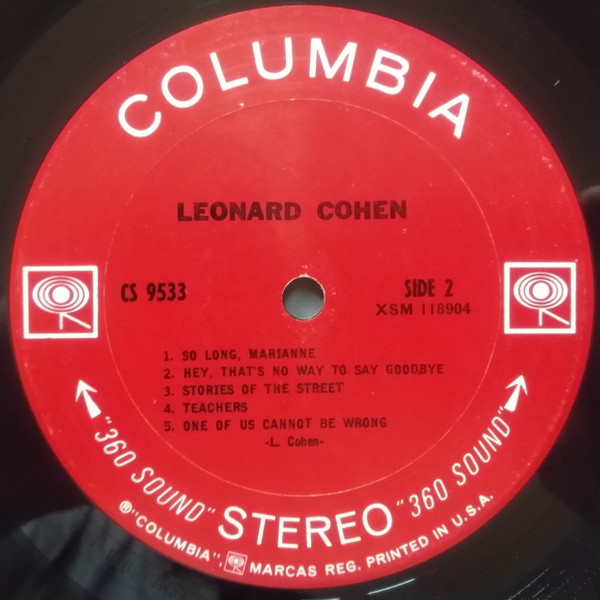 COLUMBIA
LEONARD COHEN
CS 9533
SIDE 2
XSM 118904
1. SO LONG, MARIANNE
2. HEY, THAT'S NO WAY TO SAY GOODBYE
3. STORIES OF THE STREET
4. TEACHERS
5. ONE OF US CANNOT BE WRONG
-L. Cohen-
"360 SOUND" STEREO "360 SOUND"
®"COLUMBIA", MARCAS REG. PRINTED IN U.S.A.